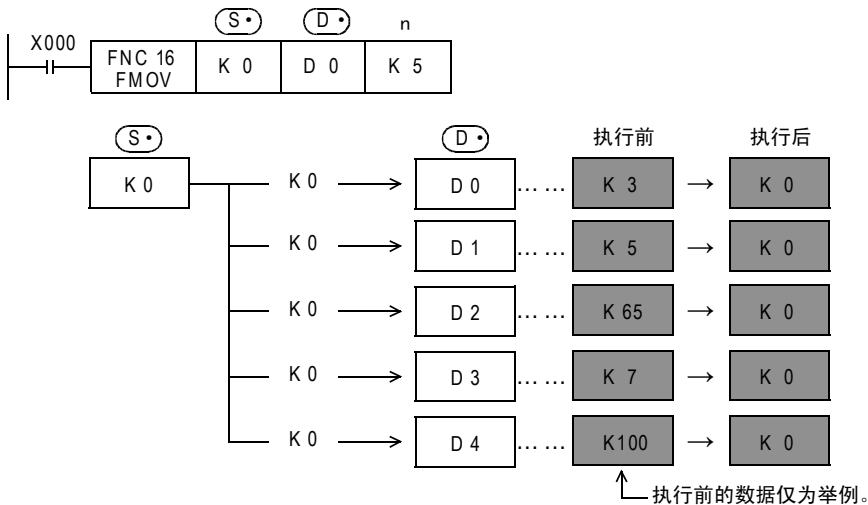 S・ D・ n
X000 FNC 16 FMOV K 0 D 0 K 5
S・ D・ 执行前 执行后
K 0 K 0 → D 0 …… K 3 → K 0
K 0 → D 1 …… K 5 → K 0
K 0 → D 2 …… K 65 → K 0
K 0 → D 3 …… K 7 → K 0
K 0 → D 4 …… K100 → K 0
执行前的数据仅为举例。